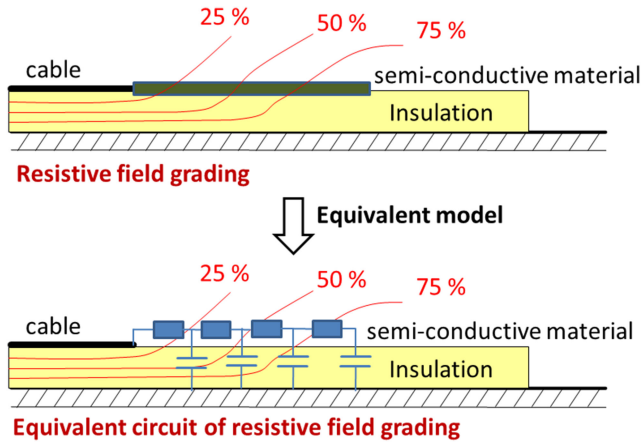 25 %
50 %
75 %
cable
semi-conductive material
Insulation
Resistive field grading
Equivalent model
25 %
50 %
75 %
cable
semi-conductive material
Insulation
Equivalent circuit of resistive field grading